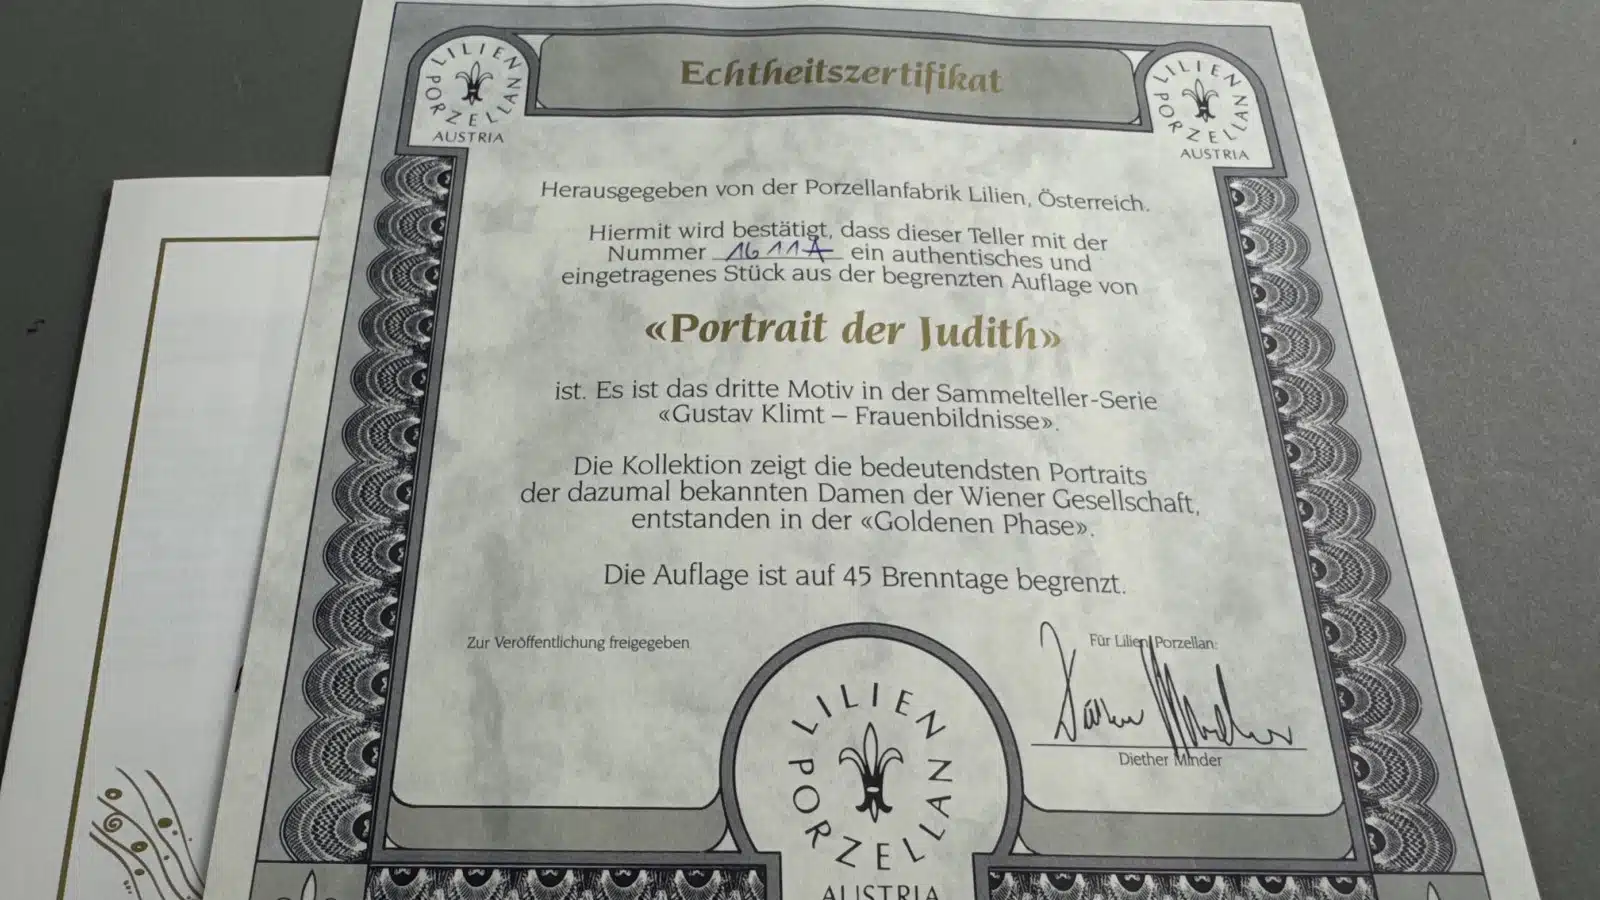 Echtheitszertifikat
LILIEN PORZELLAN
AUSTRIA
LILIEN PORZELLAN
AUSTRIA
Herausgegeben von der Porzellanfabrik Lilien, Österreich.
Hiermit wird bestätigt, dass dieser Teller mit der
Nummer 1611A ein authentisches und
eingetragenes Stück aus der begrenzten Auflage von
«Portrait der Judith»
ist. Es ist das dritte Motiv in der Sammelteller-Serie
«Gustav Klimt – Frauenbildnisse».
Die Kollektion zeigt die bedeutendsten Portraits
der dazumal bekannten Damen der Wiener Gesellschaft,
entstanden in der «Goldenen Phase».
Die Auflage ist auf 45 Brenntage begrenzt.
Zur Veröffentlichung freigegeben
Für Lilien Porzellan:
Diether Minder
LILIEN PORZELLAN
AUSTRIA